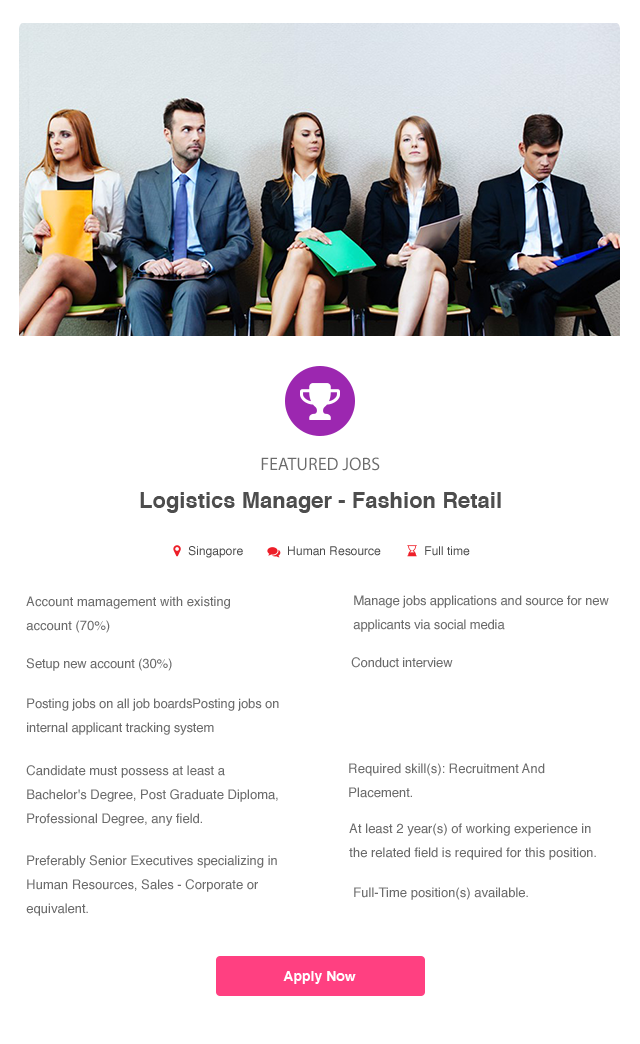 FEATURED JOBS
Logistics Manager - Fashion Retail
Singapore Human Resource Full time
Account mamagement with existing
account (70%)
Setup new account (30%)
Posting jobs on all job boardsPosting jobs on
internal applicant tracking system
Manage jobs applications and source for new
applicants via social media
Conduct interview
Candidate must possess at least a
Bachelor's Degree, Post Graduate Diploma,
Professional Degree, any field.
Preferably Senior Executives specializing in
Human Resources, Sales - Corporate or
equivalent.
Required skill(s): Recruitment And
Placement.
At least 2 year(s) of working experience in
the related field is required for this position.
Full-Time position(s) available.
Apply Now